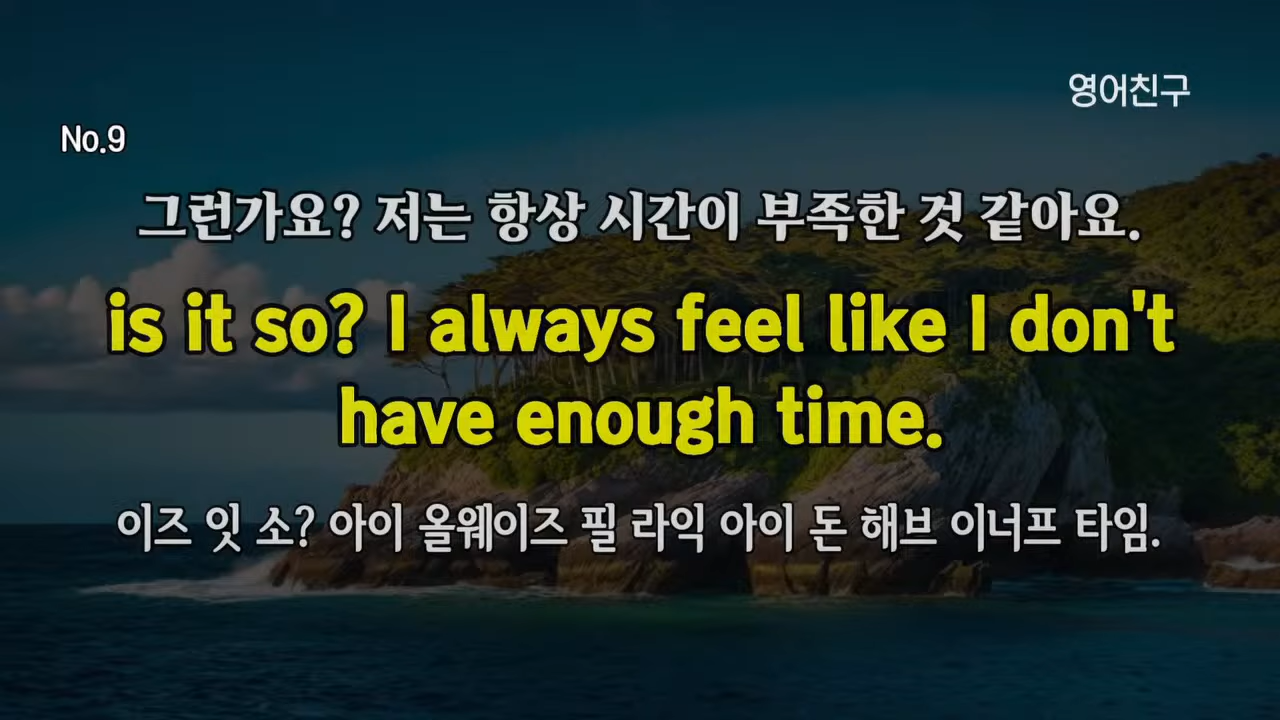 영어친구
No.9
그런가요? 저는 항상 시간이 부족한 것 같아요.
is it so? I always feel like I don't
have enough time.
이즈 잇 소? 아이 올웨이즈 필 라익 아이 돈 해브 이너프 타임.